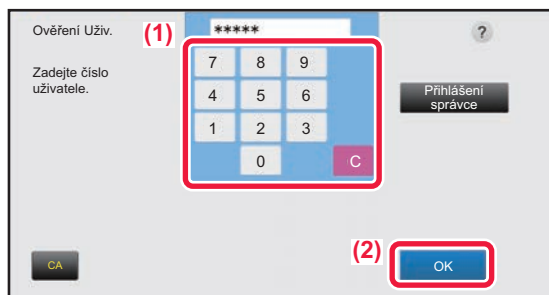 Ověření Uživ.
(1)
*****
?
Zadejte číslo
uživatele.
7 8 9
4 5 6
1 2 3
0 C
Přihlášení
správce
(2)
CA
OK